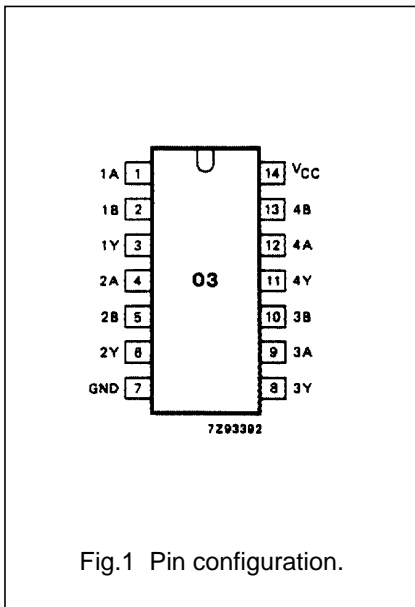 1A 1 14 VCC
1B 2 13 4B
1Y 3 12 4A
2A 4 03 11 4Y
2B 5 10 3B
2Y 6 9 3A
GND 7 8 3Y
7Z93392
Fig.1 Pin configuration.